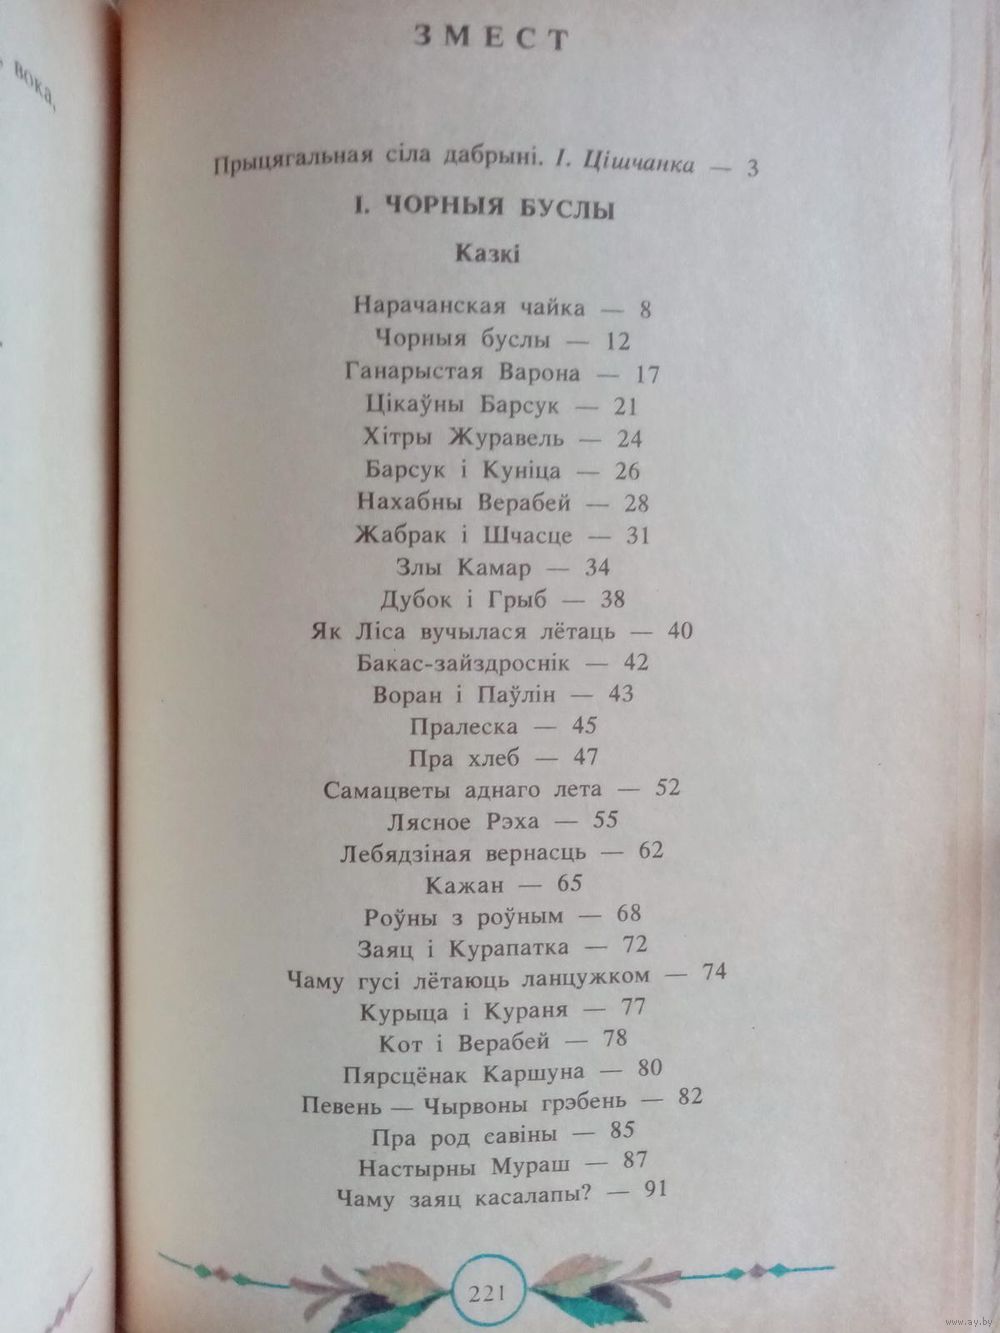 вока,
ЗМЕСТ
Прыцягальная сіла дабрыні. І. Цішчанка — 3
І. ЧОРНЫЯ БУСЛЫ
Казкі
Нарачанская чайка — 8
Чорныя буслы — 12
Ганарыстая Варона — 17
Цікаўны Барсук — 21
Хітры Журавель — 24
Барсук і Куніца — 26
Нахабны Верабей — 28
Жабрак і Шчасце — 31
Злы Камар — 34
Дубок і Грыб — 38
Як Ліса вучылася лётаць — 40
Бакас-зайздроснік — 42
Воран і Паўлін — 43
Пралеска — 45
Пра хлеб — 47
Самацветы аднаго лета — 52
Лясное Рэха — 55
Лебядзіная вернасць — 62
Кажан — 65
Роўны з роўным — 68
Заяц і Курапатка — 72
Чаму гусі лётаюць ланцужком — 74
Курыца і Кураня — 77
Кот і Верабей — 78
Пярсцёнак Каршуна — 80
Певень — Чырвоны грэбень — 82
Пра род савіны — 85
Настырны Мураш — 87
Чаму заяц касалапы? — 91
221
www.ay.by